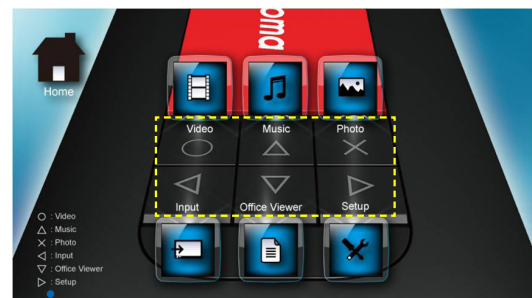 oma
Home
Video Music Photo
Input Office Viewer Setup
: Video
: Music
: Photo
: Input
: Office Viewer
: Setup